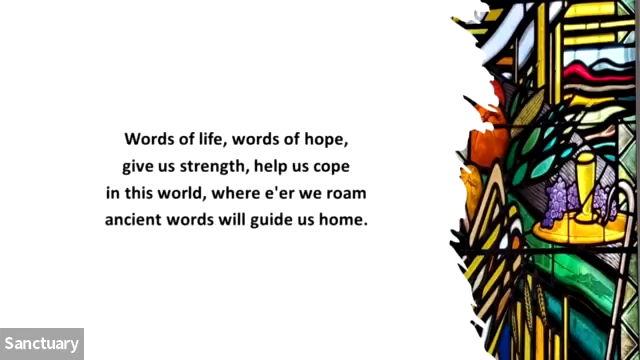 Words of life, words of hope,
give us strength, help us cope
in this world, where e'er we roam
ancient words will guide us home.
Sanctuary